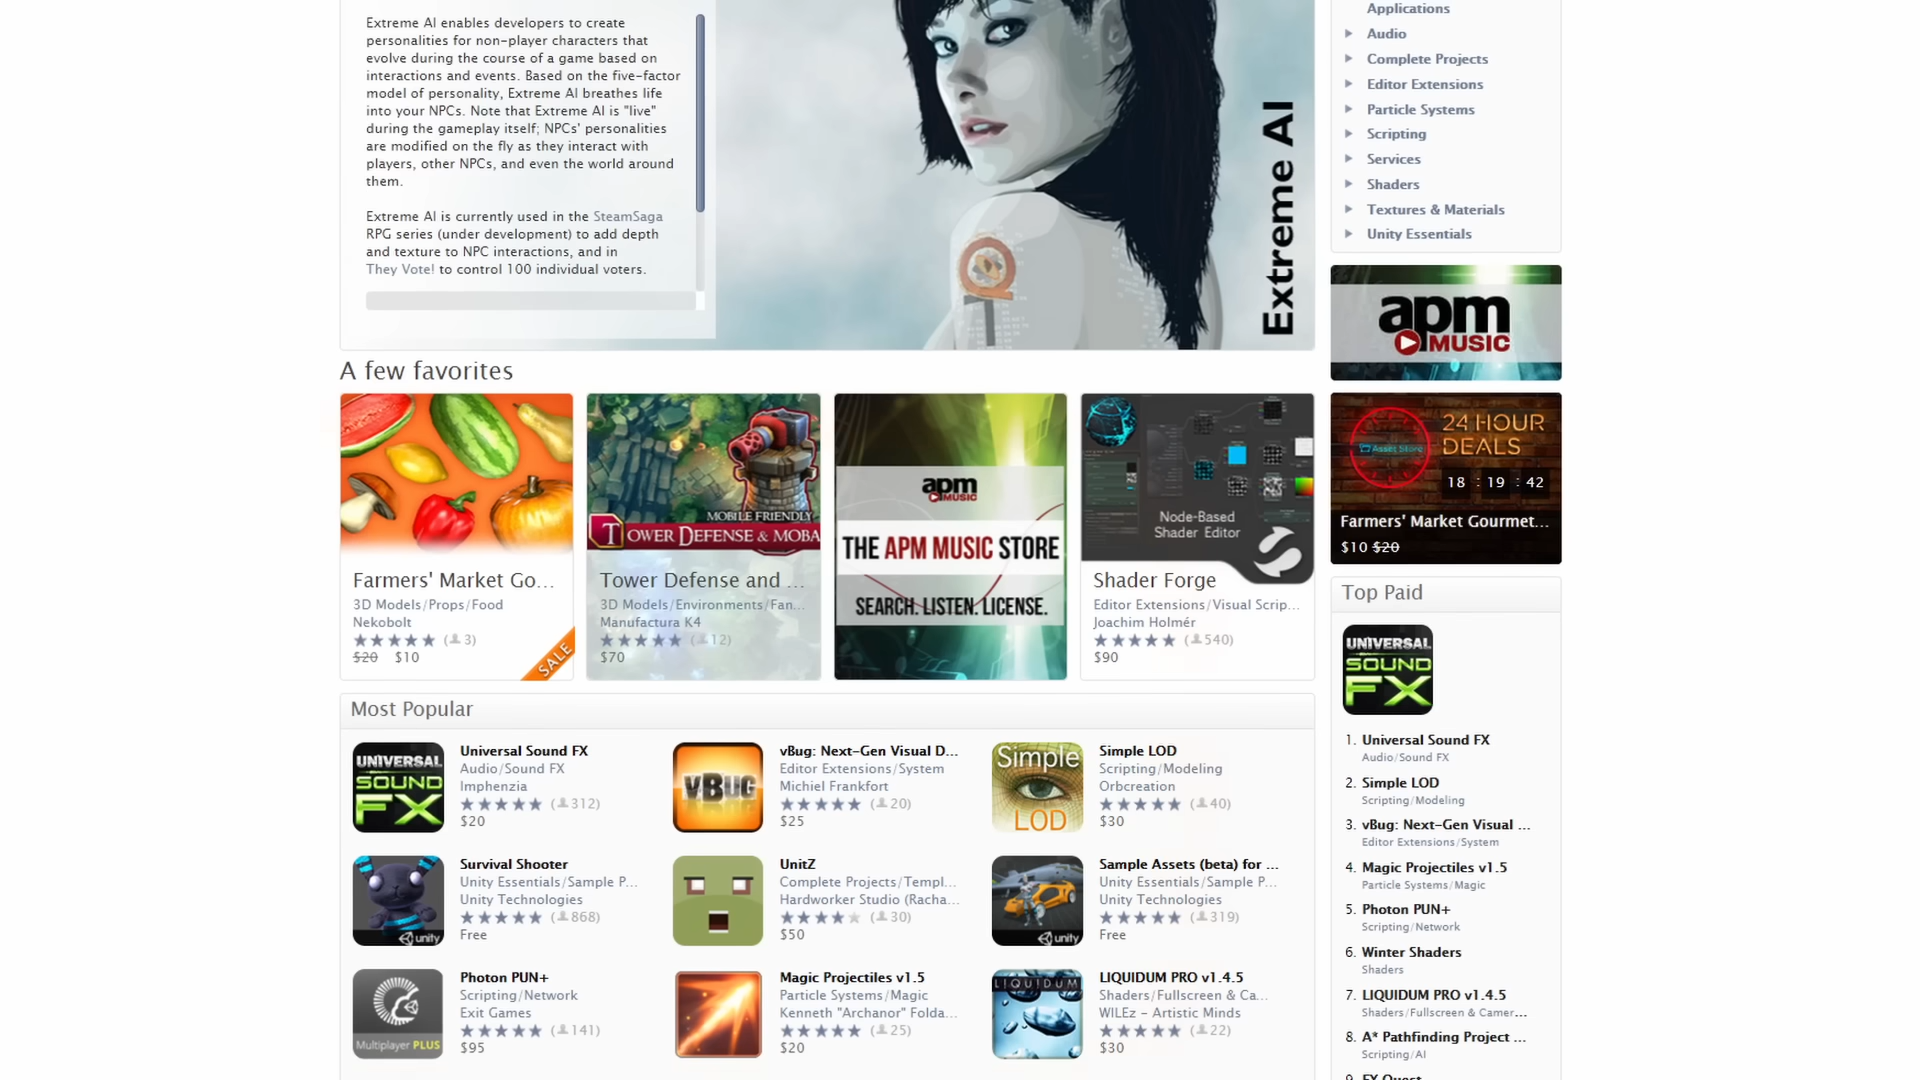 Extreme AI enables developers to create
personalities for non-player characters that
evolve during the course of a game based on
interactions and events. Based on the five-factor
model of personality, Extreme AI breathes life
into your NPCs. Note that Extreme AI is "live"
during the gameplay itself; NPCs' personalities
are modified on the fly as they interact with
players, other NPCs, and even the world around
them.
Extreme AI is currently used in the SteamSaga
RPG series (under development) to add depth
and texture to NPC interactions, and in
They Vote! to control 100 individual voters.
Extreme AI
Applications
Audio
Complete Projects
Editor Extensions
Particle Systems
Scripting
Services
Shaders
Textures & Materials
Unity Essentials
apm
MUSIC
24 HOUR
DEALS
Asset Store
18 : 19 : 42
Farmers' Market Gourmet...
$10 $20
A few favorites
Farmers' Market Go...
3D Models/Props/Food
Nekobolt
(3)
$20 $10
SALE
MOBILE FRIENDLY
TOWER DEFENSE & MOBA
Tower Defense and ...
3D Models/Environments/Fan...
Manufactura K4
(12)
$70
apm
MUSIC
THE APM MUSIC STORE
SEARCH. LISTEN. LICENSE.
Node-Based
Shader Editor
Shader Forge
Editor Extensions/Visual Scrip...
Joachim Holmér
(540)
$90
Most Popular
UNIVERSAL
SOUND
FX
Universal Sound FX
Audio/Sound FX
Imphenzia
(312)
$20
vBUG
vBug: Next-Gen Visual D...
Editor Extensions/System
Michiel Frankfort
(20)
$25
Simple
LOD
Simple LOD
Scripting/Modeling
Orbcreation
(40)
$30
unity
Survival Shooter
Unity Essentials/Sample P...
Unity Technologies
(868)
Free
UnitZ
Complete Projects/Templ...
Hardworker Studio (Racha...
(30)
$50
unity
Sample Assets (beta) for ...
Unity Essentials/Sample P...
Unity Technologies
(319)
Free
Multiplayer PLUS
Photon PUN+
Scripting/Network
Exit Games
(141)
$95
Magic Projectiles v1.5
Particle Systems/Magic
Kenneth "Archanor" Folda...
(25)
$20
LIQUIDUM
LIQUIDUM PRO v1.4.5
Shaders/Fullscreen & Ca...
WILEz - Artistic Minds
(22)
$30
Top Paid
UNIVERSAL
SOUND
FX
1. Universal Sound FX
Audio/Sound FX
2. Simple LOD
Scripting/Modeling
3. vBug: Next-Gen Visual ...
Editor Extensions/System
4. Magic Projectiles v1.5
Particle Systems/Magic
5. Photon PUN+
Scripting/Network
6. Winter Shaders
Shaders
7. LIQUIDUM PRO v1.4.5
Shaders/Fullscreen & Camer...
8. A* Pathfinding Project ...
Scripting/AI
9. FX Quest